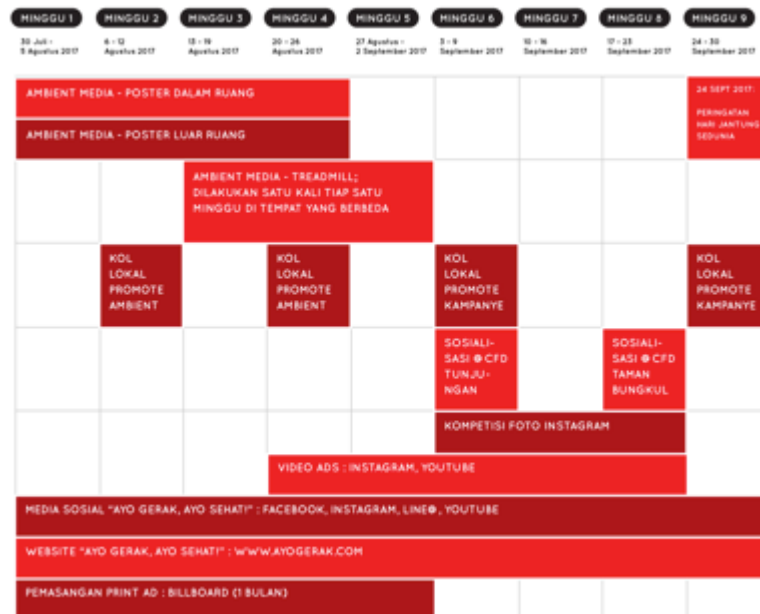 MINGGU 1 MINGGU 2 MINGGU 3 MINGGU 4 MINGGU 5 MINGGU 6 MINGGU 7 MINGGU 8 MINGGU 9
30 Juli - 6 - 12 13 - 19 20 - 26 27 Agustus - 3 - 9 10 - 16 17 - 23 24 - 30
5 Agustus 2017 Agustus 2017 Agustus 2017 Agustus 2017 2 September 2017 September 2017 September 2017 September 2017 September 2017
AMBIENT MEDIA - POSTER DALAM RUANG
24 SEPT 2017:
PERINGATAN
HARI JANTUNG
SEDUNIA
AMBIENT MEDIA - POSTER LUAR RUANG
AMBIENT MEDIA - TREADMILL;
DILAKUKAN SATU KALI TIAP SATU
MINGGU DI TEMPAT YANG BERBEDA
KOL
LOKAL
PROMOTE
AMBIENT
KOL
LOKAL
PROMOTE
AMBIENT
KOL
LOKAL
PROMOTE
KAMPANYE
KOL
LOKAL
PROMOTE
KAMPANYE
SOSIALI-
SASI @ CFD
TUNJU-
NGAN
SOSIALI-
SASI @ CFD
TAMAN
BUNGKUL
KOMPETISI FOTO INSTAGRAM
VIDEO ADS : INSTAGRAM, YOUTUBE
MEDIA SOSIAL "AYO GERAK, AYO SEHAT!" : FACEBOOK, INSTAGRAM, LINE@, YOUTUBE
WEBSITE "AYO GERAK, AYO SEHAT!" : WWW.AYOGERAK.COM
PEMASANGAN PRINT AD : BILLBOARD (1 BULAN)